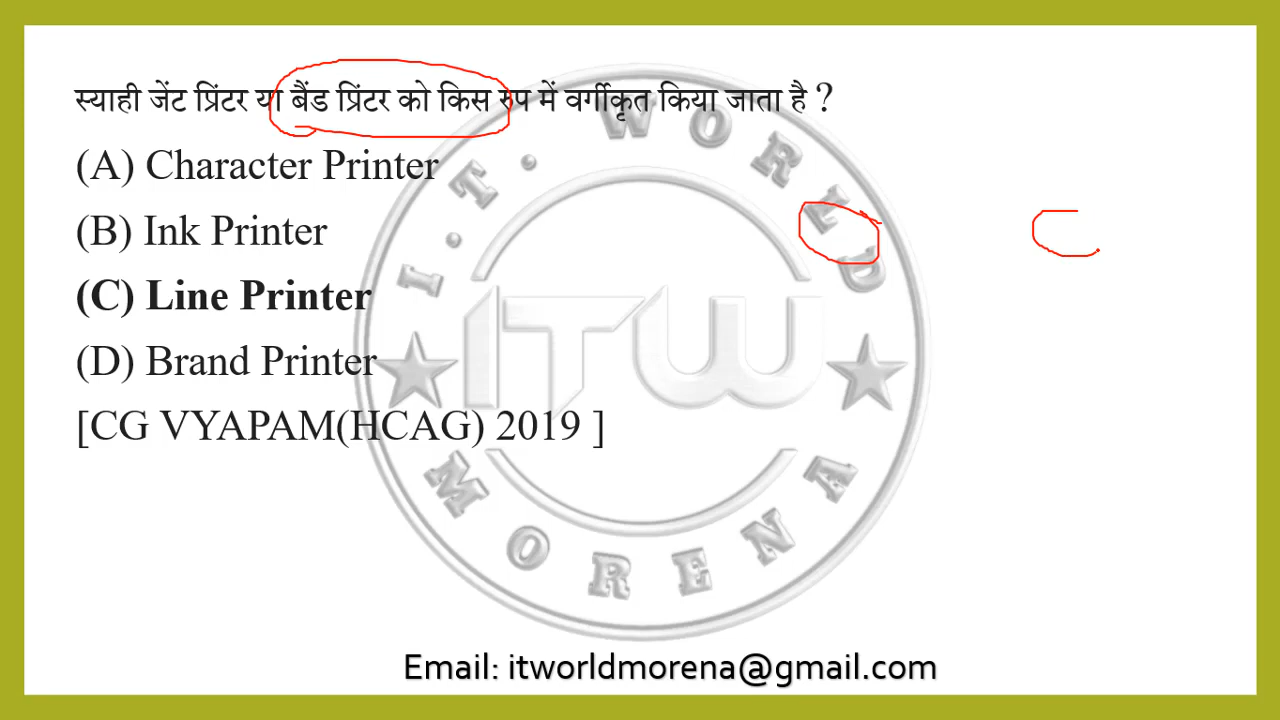 स्याही जेंट प्रिंटर या बैंड प्रिंटर को किस रुप में वर्गीकृत किया जाता है ?
(A) Character Printer
(B) Ink Printer
(C) Line Printer
(D) Brand Printer
[CG VYAPAM(HCAG) 2019 ]
I.T. WORLD
ITW
MORENA
Email: itworldmorena@gmail.com